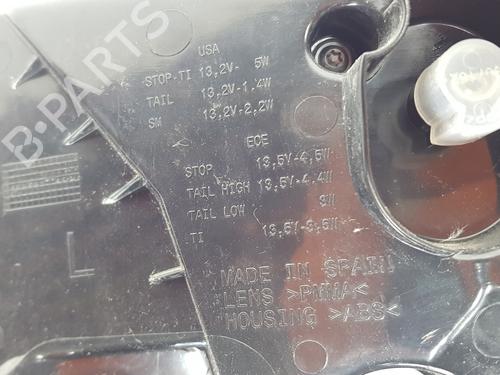 USA
STOP-TI 13,2V- 5W
TAIL 13,2V-1,4W
SM 13,2V-2,2W
ECE
STOP 13,5V-4,5W
TAIL HIGH 13,5V-4,4W
TAIL LOW 9W
TI 13,5V-3,5W
L
MADE IN SPAIN
LENS >PMMA<
HOUSING >ABS<
B-PARTS